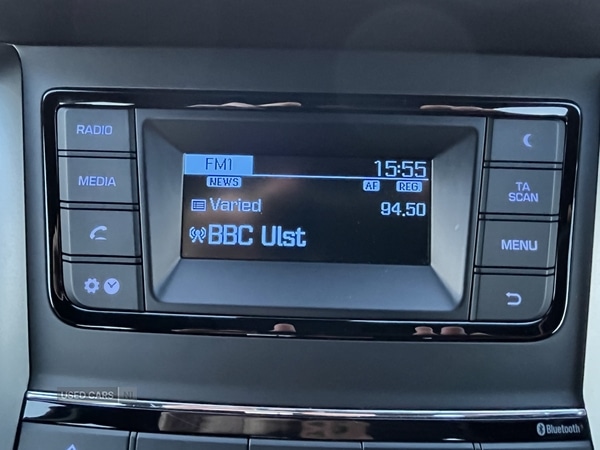 RADIO
MEDIA
FM1
15:55
NEWS
AF
REG
Varied
94.50
BBC Ulst
TA
SCAN
MENU
USED CARS NI
Bluetooth